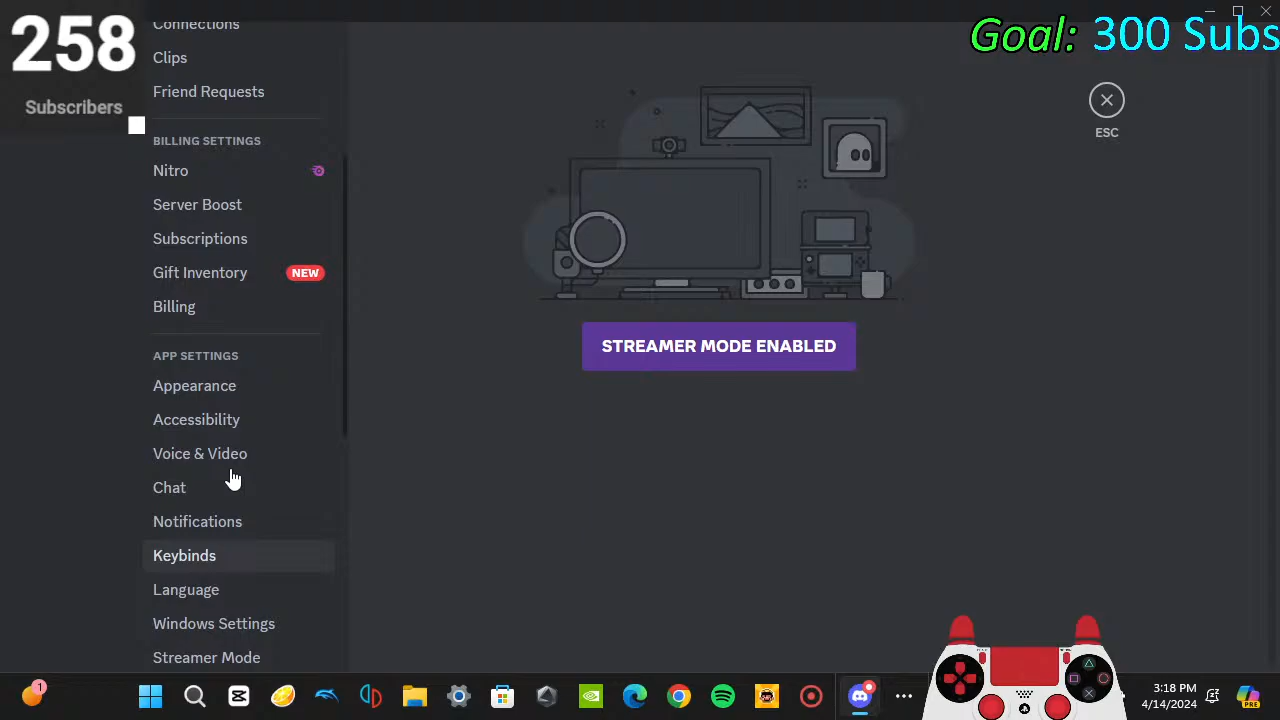 258
Subscribers
Goal: 300 Subs
Connections
Clips
Friend Requests
BILLING SETTINGS
Nitro
Server Boost
Subscriptions
Gift Inventory NEW
Billing
APP SETTINGS
Appearance
Accessibility
Voice & Video
Chat
Notifications
Keybinds
Language
Windows Settings
Streamer Mode
ESC
STREAMER MODE ENABLED
1
3:18 PM
4/14/2024
PRE